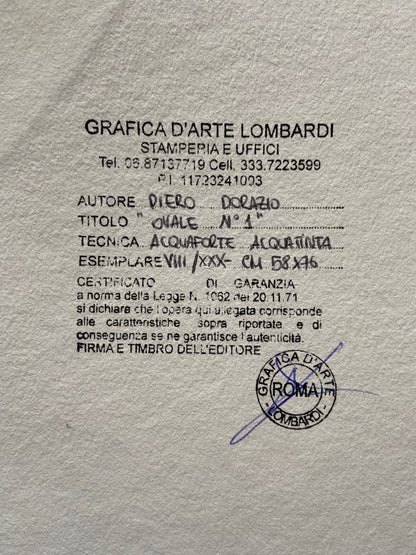 GRAFICA D'ARTE LOMBARDI
STAMPERIA E UFFICI
Tel. 06.87137719 Cell. 333.7223599
P.I. 11723241003
AUTORE PIERO DORAZIO
TITOLO "OVALE N°1"
TECNICA ACQUAFORTE ACQUATINTA
ESEMPLARE VIII/XXX- CM 58X76
CERTIFICATO DI GARANZIA
a norma della Legge N. 1062 del 20.11.71
si dichiara che l'opera qui allegata corrisponde
alle caratteristiche sopra riportate e di
conseguenza se ne garantisce l'autenticità.
FIRMA E TIMBRO DELL'EDITORE
GRAFICA D'ARTE
ROMA
- LOMBARDI -